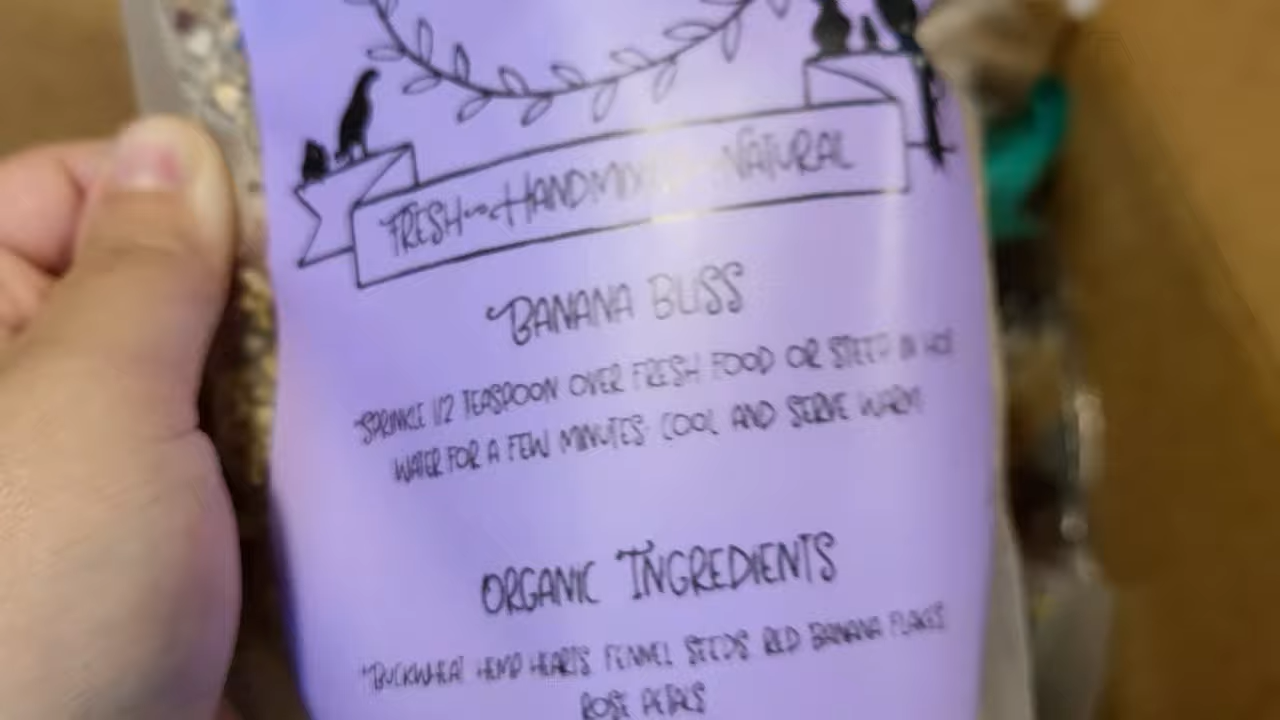 FRESH HANDMIXED NATURAL
BANANA BLISS
SPRINKLE 1/2 TEASPOON OVER FRESH FOOD OR STEEP IN HOT
WATER FOR A FEW MINUTES. COOL AND SERVE WARM
ORGANIC INGREDIENTS
*BUCKWHEAT HEMP HEARTS FENNEL SEEDS RED BANANA FLAKES
ROSE PETALS